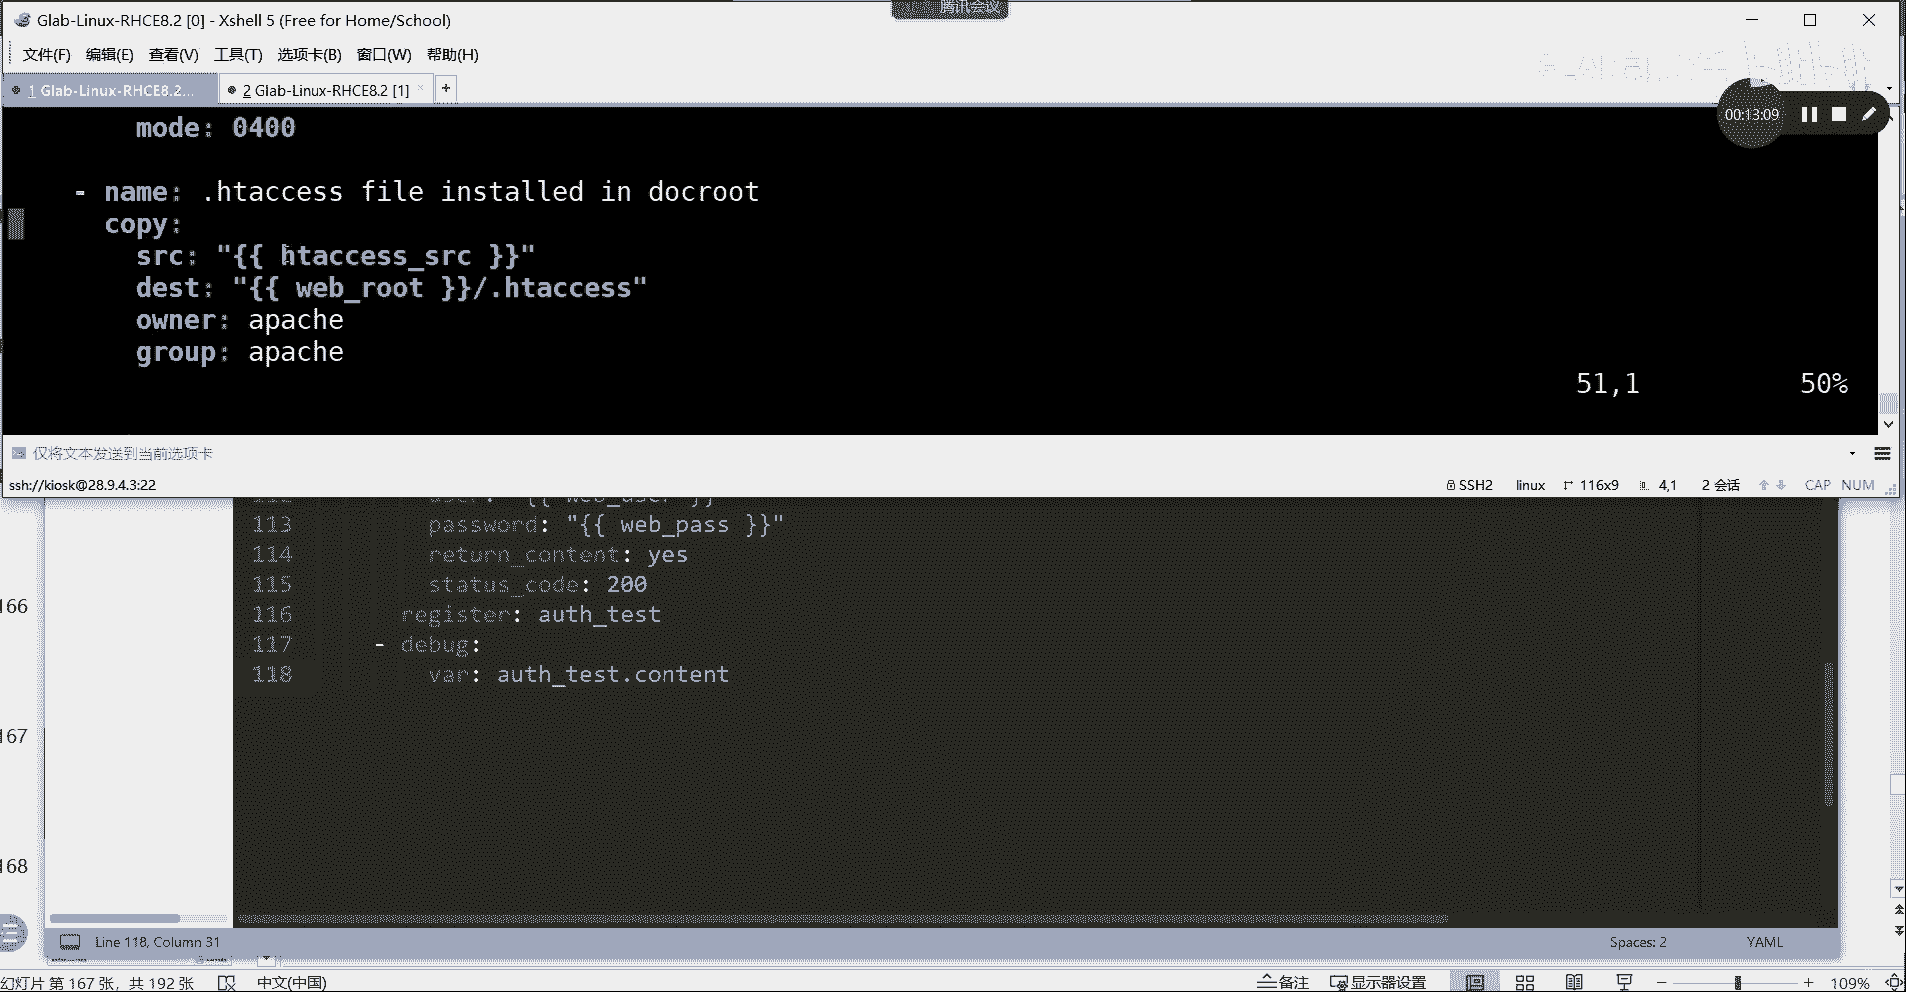 腾讯会议
Glab-Linux-RHCE8.2 [0] - Xshell 5 (Free for Home/School)
文件(F) 编辑(E) 查看(V) 工具(T) 选项卡(B) 窗口(W) 帮助(H)
1 Glab-Linux-RHCE8.2... 2 Glab-Linux-RHCE8.2 [1] +
00:13:09
mode: 0400
- name: .htaccess file installed in docroot
copy:
src: "{{ htaccess_src }}"
dest: "{{ web_root }}/.htaccess"
owner: apache
group: apache
51,1 50%
仅将文本发送到当前选项卡
ssh://kiosk@28.9.4.3:22 SSH2 linux 116x9 4,1 2 会话 CAP NUM
113 password: "{{ web_pass }}"
114 return_content: yes
115 status_code: 200
116 register: auth_test
117 - debug:
118 var: auth_test.content
166
167
168
Line 118, Column 31 Spaces: 2 YAML
幻灯片 第 167 张，共 192 张 中文(中国) 备注 显示器设置 109%